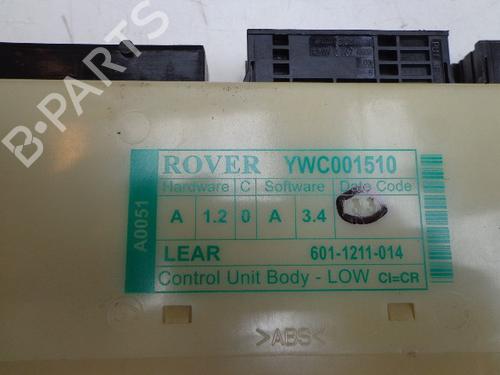 ROVER YWC001510
Hardware C Software Date Code
A 1.2 0 A 3.4
A0051
LEAR 601-1211-014
Control Unit Body - LOW CI=CR
>ABS<
B-PARTS